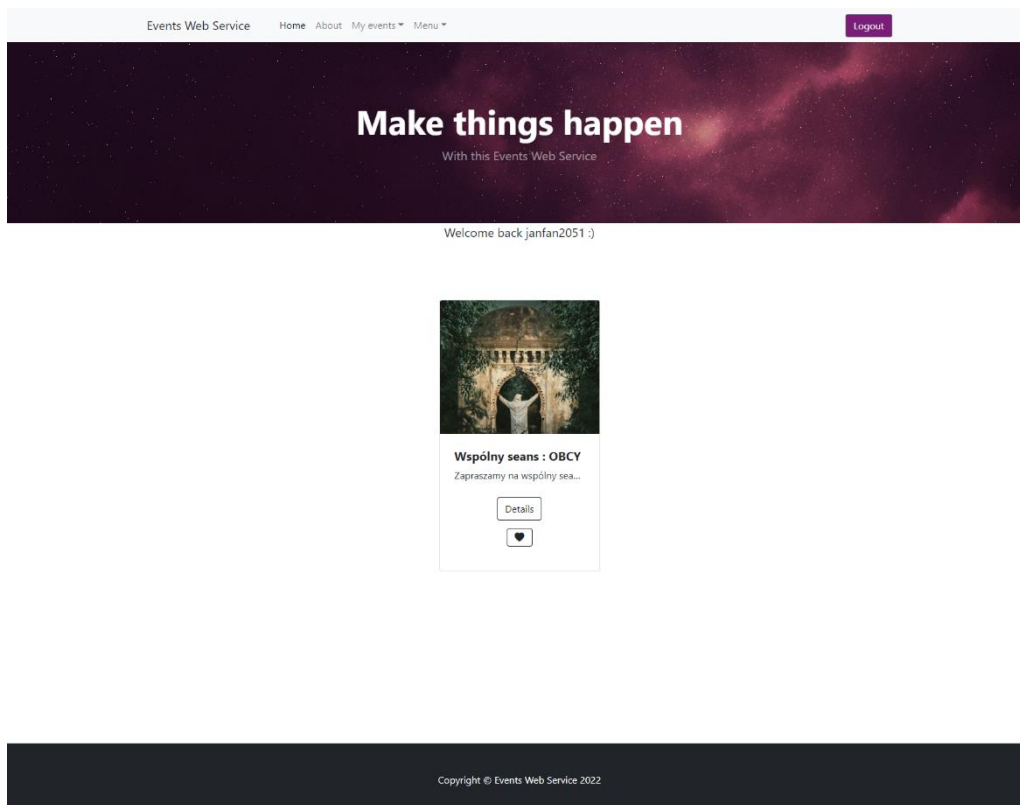 Events Web Service Home About My events Menu Logout
Make things happen
With this Events Web Service
Welcome back janfan2051 :)
Wspólny seans : OBCY
Zapraszamy na wspólny sea...
Details
Copyright © Events Web Service 2022